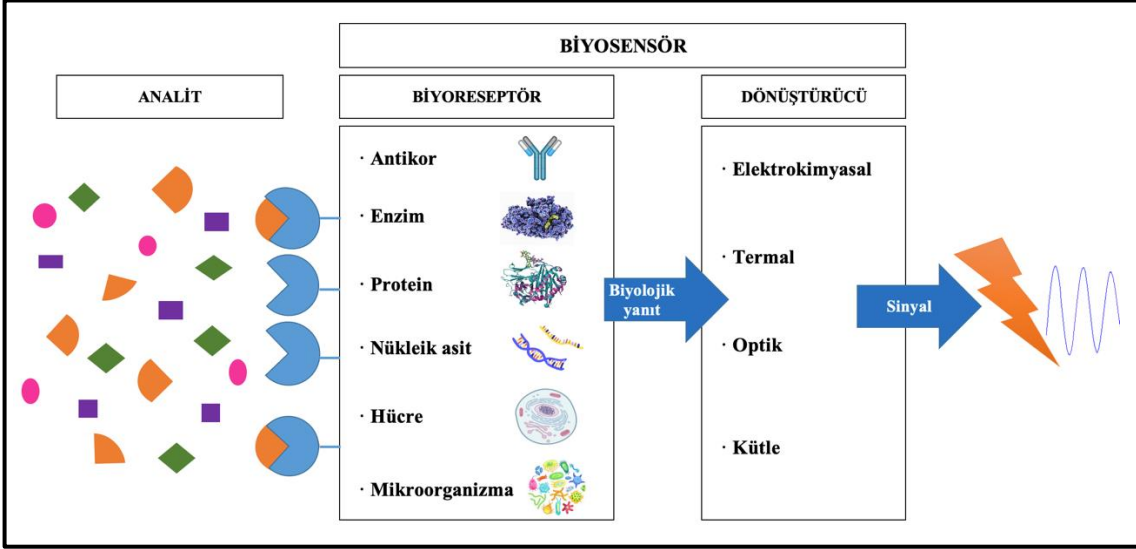 BİYOSENSÖR
ANALİT
BİYORESEPTÖR
DÖNÜŞTÜRÜCÜ
· Antikor
· Enzim
· Protein
· Nükleik asit
· Hücre
· Mikroorganizma
Biyolojik
yanıt
· Elektrokimyasal
· Termal
· Optik
· Kütle
Sinyal